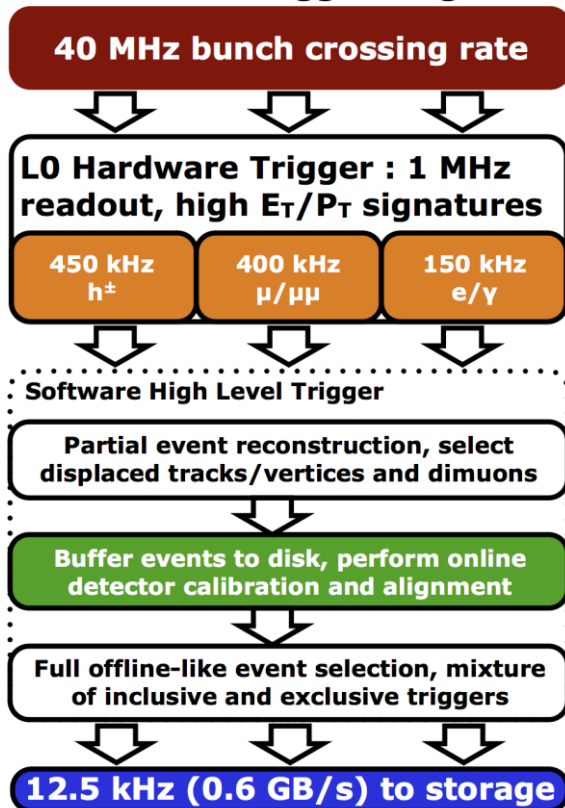 40 MHz bunch crossing rate
L0 Hardware Trigger : 1 MHz
readout, high E_T/P_T signatures
450 kHz
h±
400 kHz
μ/μμ
150 kHz
e/γ
Software High Level Trigger
Partial event reconstruction, select
displaced tracks/vertices and dimuons
Buffer events to disk, perform online
detector calibration and alignment
Full offline-like event selection, mixture
of inclusive and exclusive triggers
12.5 kHz (0.6 GB/s) to storage